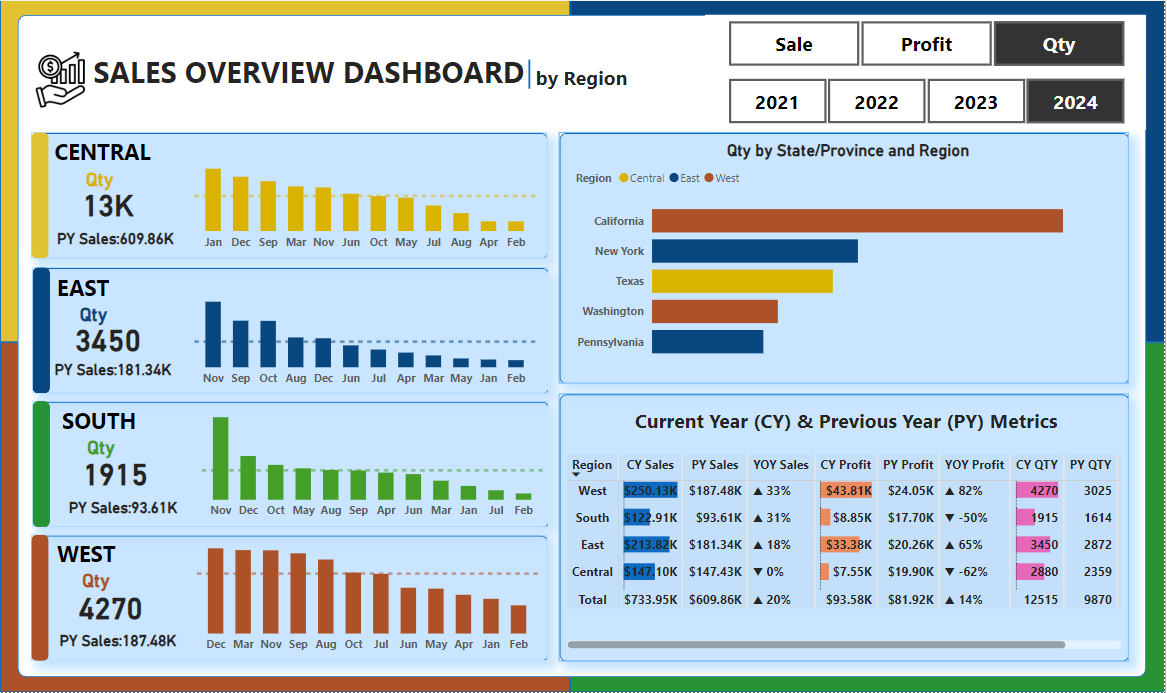 SALES OVERVIEW DASHBOARD by Region
Sale Profit Qty
2021 2022 2023 2024
CENTRAL
Qty
13K
PY Sales:609.86K
Jan Dec Sep Mar Nov Jun Oct May Jul Aug Apr Feb
EAST
Qty
3450
PY Sales:181.34K
Nov Sep Oct Aug Dec Jun Jul Apr Mar May Jan Feb
SOUTH
Qty
1915
PY Sales:93.61K
Nov Dec Oct May Aug Sep Apr Jun Mar Jan Jul Feb
WEST
Qty
4270
PY Sales:187.48K
Dec Mar Nov Sep Aug Oct Jul Jun May Apr Jan Feb
Qty by State/Province and Region
Region Central East West
California
New York
Texas
Washington
Pennsylvania
Current Year (CY) & Previous Year (PY) Metrics
Region CY Sales PY Sales YOY Sales CY Profit PY Profit YOY Profit CY QTY PY QTY
West $250.13K $187.48K ▲ 33% $43.81K $24.05K ▲ 82% 4270 3025
South $122.91K $93.61K ▲ 31% $8.85K $17.70K ▼ -50% 1915 1614
East $213.82K $181.34K ▲ 18% $33.38K $20.26K ▲ 65% 3450 2872
Central $147.10K $147.43K ▼ 0% $7.55K $19.90K ▼ -62% 2880 2359
Total $733.95K $609.86K ▲ 20% $93.58K $81.92K ▲ 14% 12515 9870